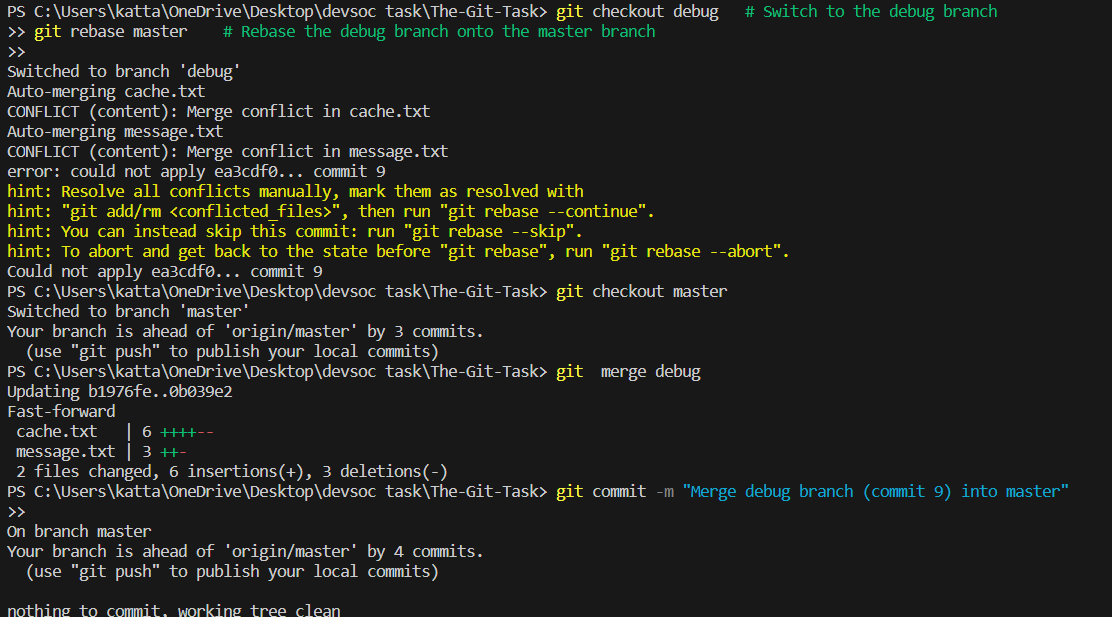 PS C:\Users\katta\OneDrive\Desktop\devsoc task\The-Git-Task> git checkout debug   # Switch to the debug branch
>> git rebase master    # Rebase the debug branch onto the master branch
>>
Switched to branch 'debug'
Auto-merging cache.txt
CONFLICT (content): Merge conflict in cache.txt
Auto-merging message.txt
CONFLICT (content): Merge conflict in message.txt
error: could not apply ea3cdf0... commit 9
hint: Resolve all conflicts manually, mark them as resolved with
hint: "git add/rm <conflicted_files>", then run "git rebase --continue".
hint: You can instead skip this commit: run "git rebase --skip".
hint: To abort and get back to the state before "git rebase", run "git rebase --abort".
Could not apply ea3cdf0... commit 9
PS C:\Users\katta\OneDrive\Desktop\devsoc task\The-Git-Task> git checkout master
Switched to branch 'master'
Your branch is ahead of 'origin/master' by 3 commits.
  (use "git push" to publish your local commits)
PS C:\Users\katta\OneDrive\Desktop\devsoc task\The-Git-Task> git  merge debug
Updating b1976fe..0b039e2
Fast-forward
 cache.txt   | 6 ++++--
 message.txt | 3 ++-
 2 files changed, 6 insertions(+), 3 deletions(-)
PS C:\Users\katta\OneDrive\Desktop\devsoc task\The-Git-Task> git commit -m "Merge debug branch (commit 9) into master"
>>
On branch master
Your branch is ahead of 'origin/master' by 4 commits.
  (use "git push" to publish your local commits)

nothing to commit, working tree clean